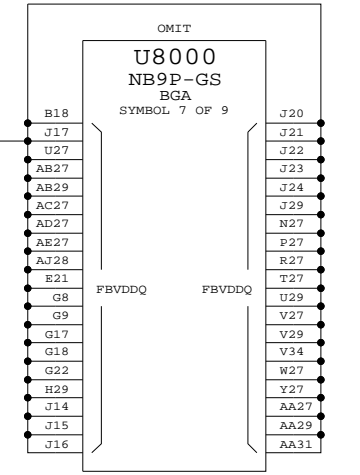 OMIT
U8000
NB9P-GS
BGA
SYMBOL 7 OF 9
B18 J20
J17 J21
U27 J22
AB27 J23
AB29 J24
AC27 J29
AD27 N27
AE27 P27
AJ28 R27
E21 T27
G8 FBVDDQ FBVDDQ U29
G9 V27
G17 V29
G18 V34
G22 W27
H29 Y27
J14 AA27
J15 AA29
J16 AA31